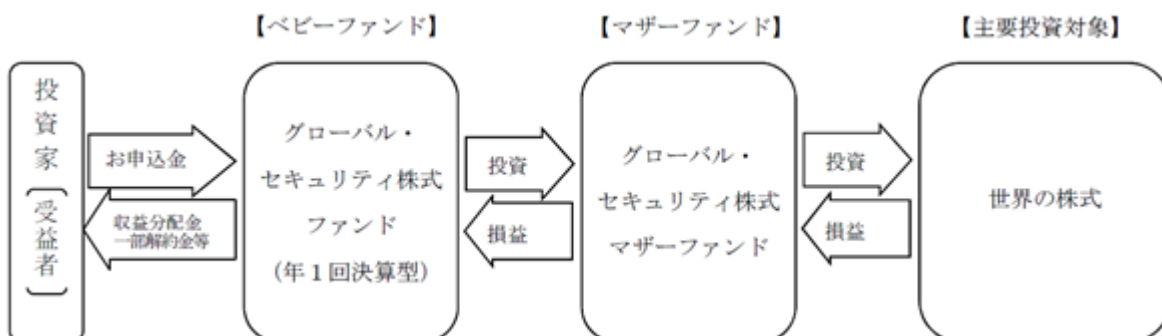 【ベビーファンド】
【マザーファンド】
【主要投資対象】
投資家〔受益者〕
お申込金
収益分配金
一部解約金等
グローバル・
セキュリティ株式
ファンド
(年1回決算型)
投資
損益
グローバル・
セキュリティ株式
マザーファンド
投資
損益
世界の株式